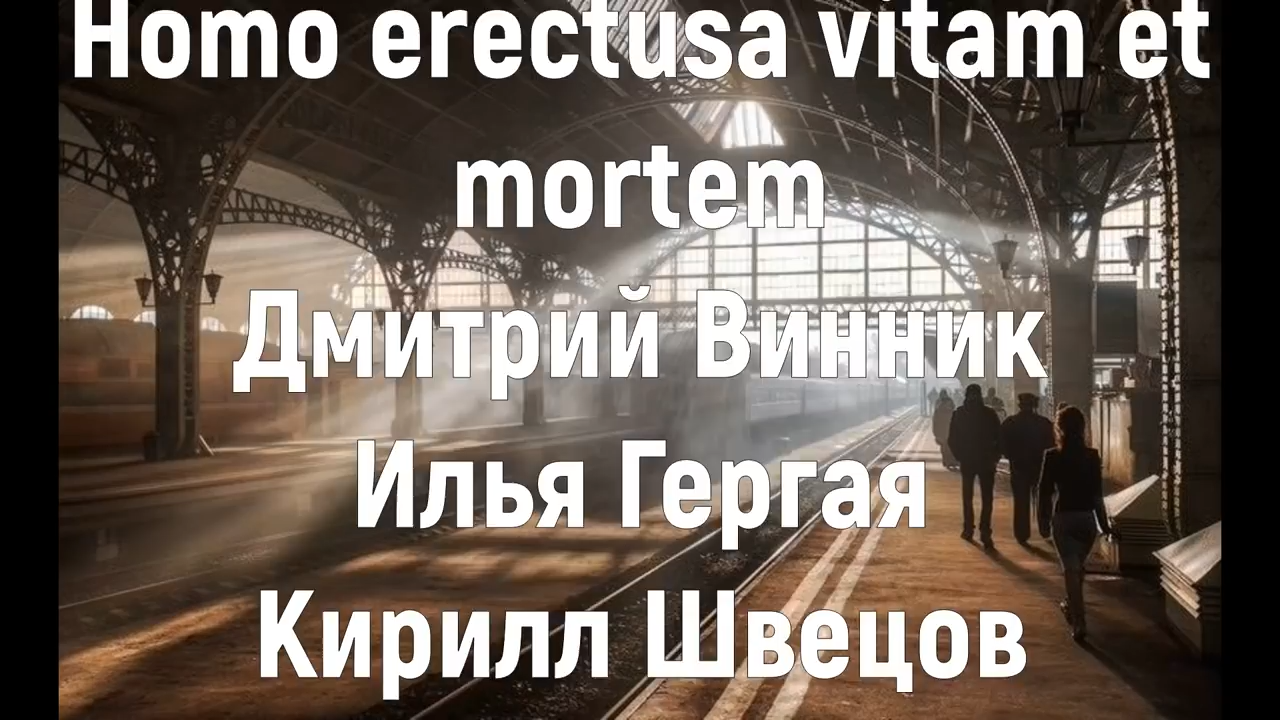 Homo erectusa vitam et
mortem
Дмитрий Винник
Илья Гергая
Кирилл Швецов